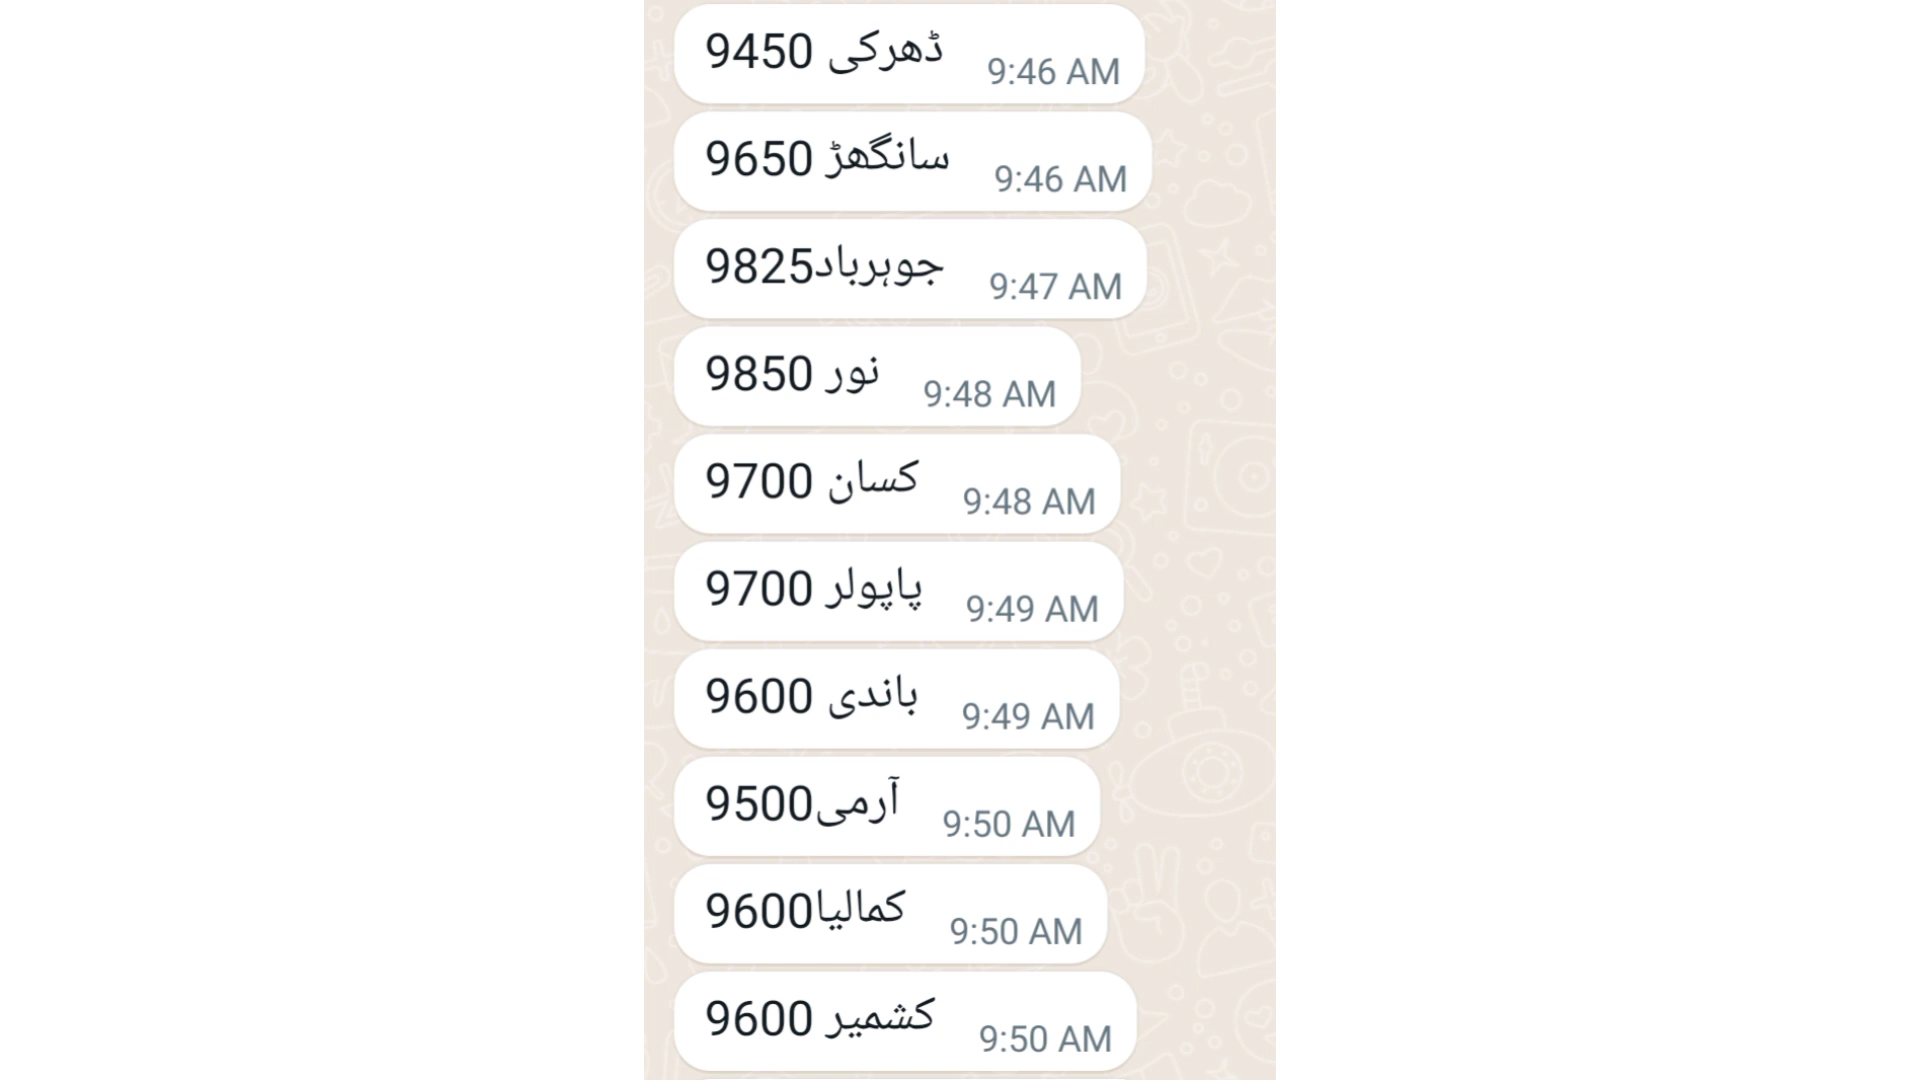 ڈھرکی 9450
9:46 AM
سانگھڑ 9650
9:46 AM
جوہرباد9825
9:47 AM
نور 9850
9:48 AM
کسان 9700
9:48 AM
پاپولر 9700
9:49 AM
باندی 9600
9:49 AM
آرمی9500
9:50 AM
کمالیا9600
9:50 AM
کشمیر 9600
9:50 AM